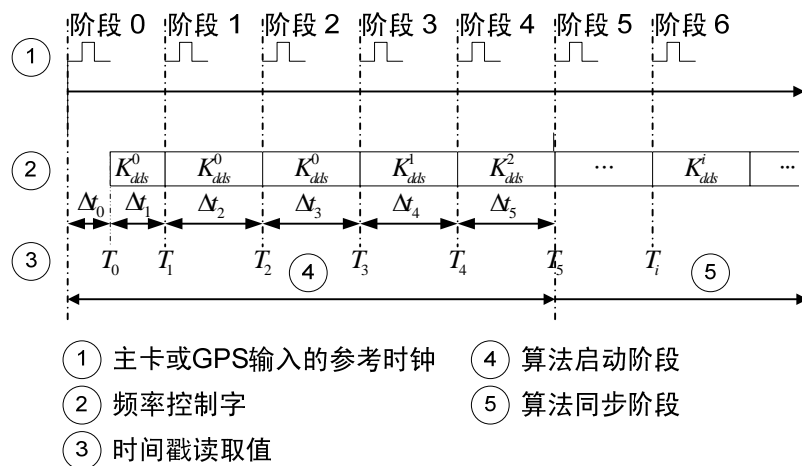 阶段 0 阶段 1 阶段 2 阶段 3 阶段 4 阶段 5 阶段 6
①
② K⁰dds K⁰dds K⁰dds K¹dds K²dds ⋯ Kⁱdds ⋯
Δt₀ Δt₁ Δt₂ Δt₃ Δt₄ Δt₅
③ T₀ T₁ T₂ T₃ T₄ T₅ Tᵢ
④ ⑤
① 主卡或GPS输入的参考时钟 ④ 算法启动阶段
② 频率控制字 ⑤ 算法同步阶段
③ 时间戳读取值